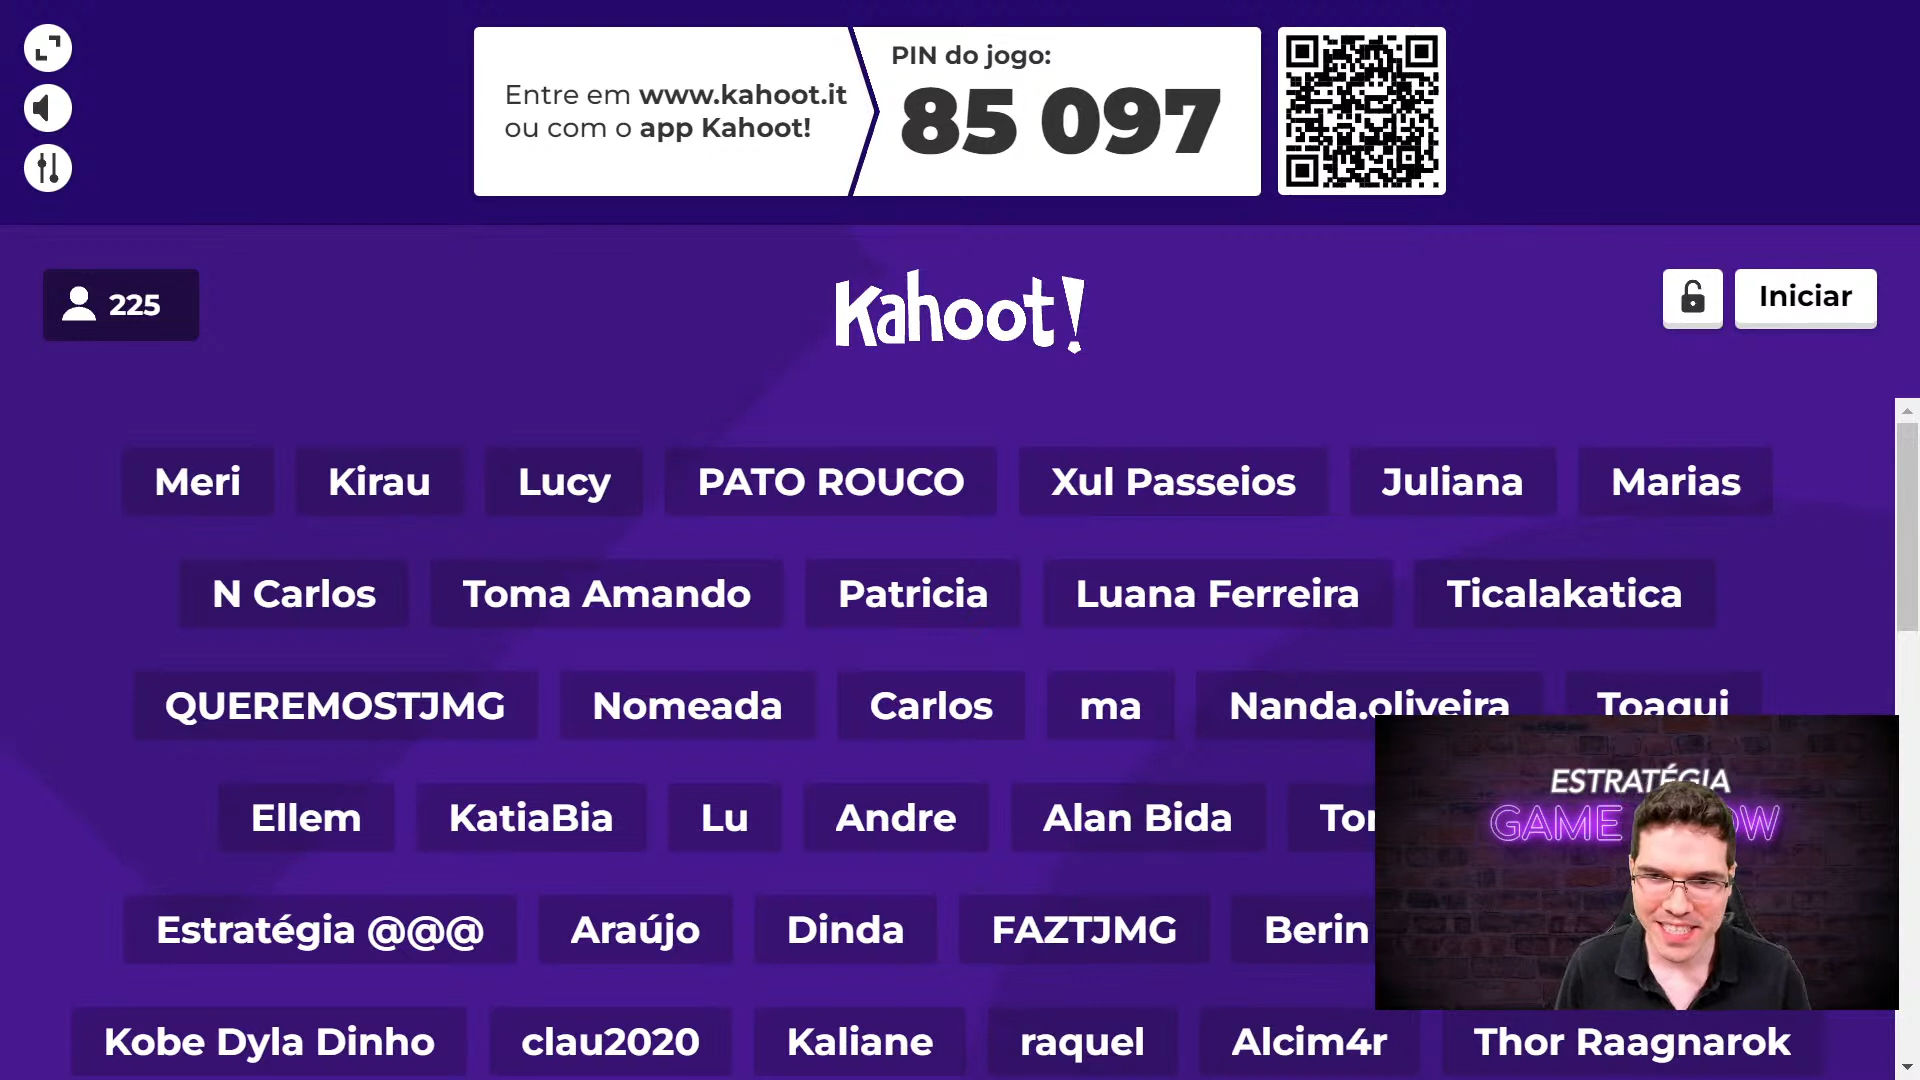 Entre em www.kahoot.it
ou com o app Kahoot!
PIN do jogo:
85 097
225
Kahoot!
Iniciar
Meri Kirau Lucy PATO ROUCO Xul Passeios Juliana Marias
N Carlos Toma Amando Patricia Luana Ferreira Ticalakatica
QUEREMOSTJMG Nomeada Carlos ma Nanda.oliveira Toaqui
Ellem KatiaBia Lu Andre Alan Bida
Estratégia @@@ Araújo Dinda FAZTJMG Berin
Kobe Dyla Dinho clau2020 Kaliane raquel Alcim4r Thor Raagnarok
ESTRATÉGIA
GAME